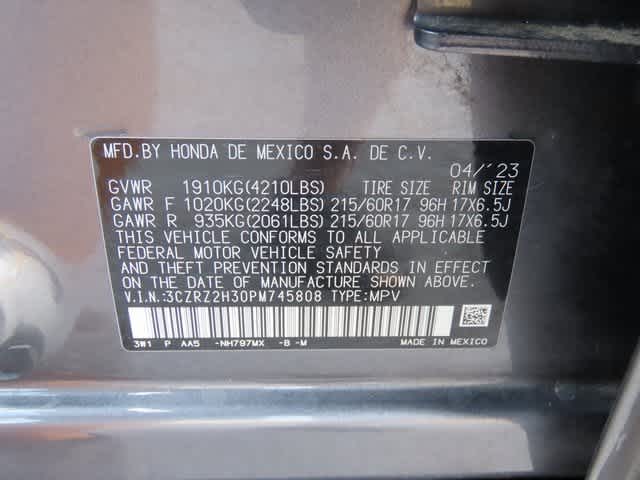 MFD.BY HONDA DE MEXICO S.A. DE C.V.
04/'23
GVWR 1910KG(4210LBS) TIRE SIZE RIM SIZE
GAWR F 1020KG(2248LBS) 215/60R17 96H 17X6.5J
GAWR R 935KG(2061LBS) 215/60R17 96H 17X6.5J
THIS VEHICLE CONFORMS TO ALL APPLICABLE
FEDERAL MOTOR VEHICLE SAFETY
AND THEFT PREVENTION STANDARDS IN EFFECT
ON THE DATE OF MANUFACTURE SHOWN ABOVE.
V.I.N.:3CZRZ2H30PM745808 TYPE:MPV
3W1 P AA5 -NH797MX -B -M MADE IN MEXICO